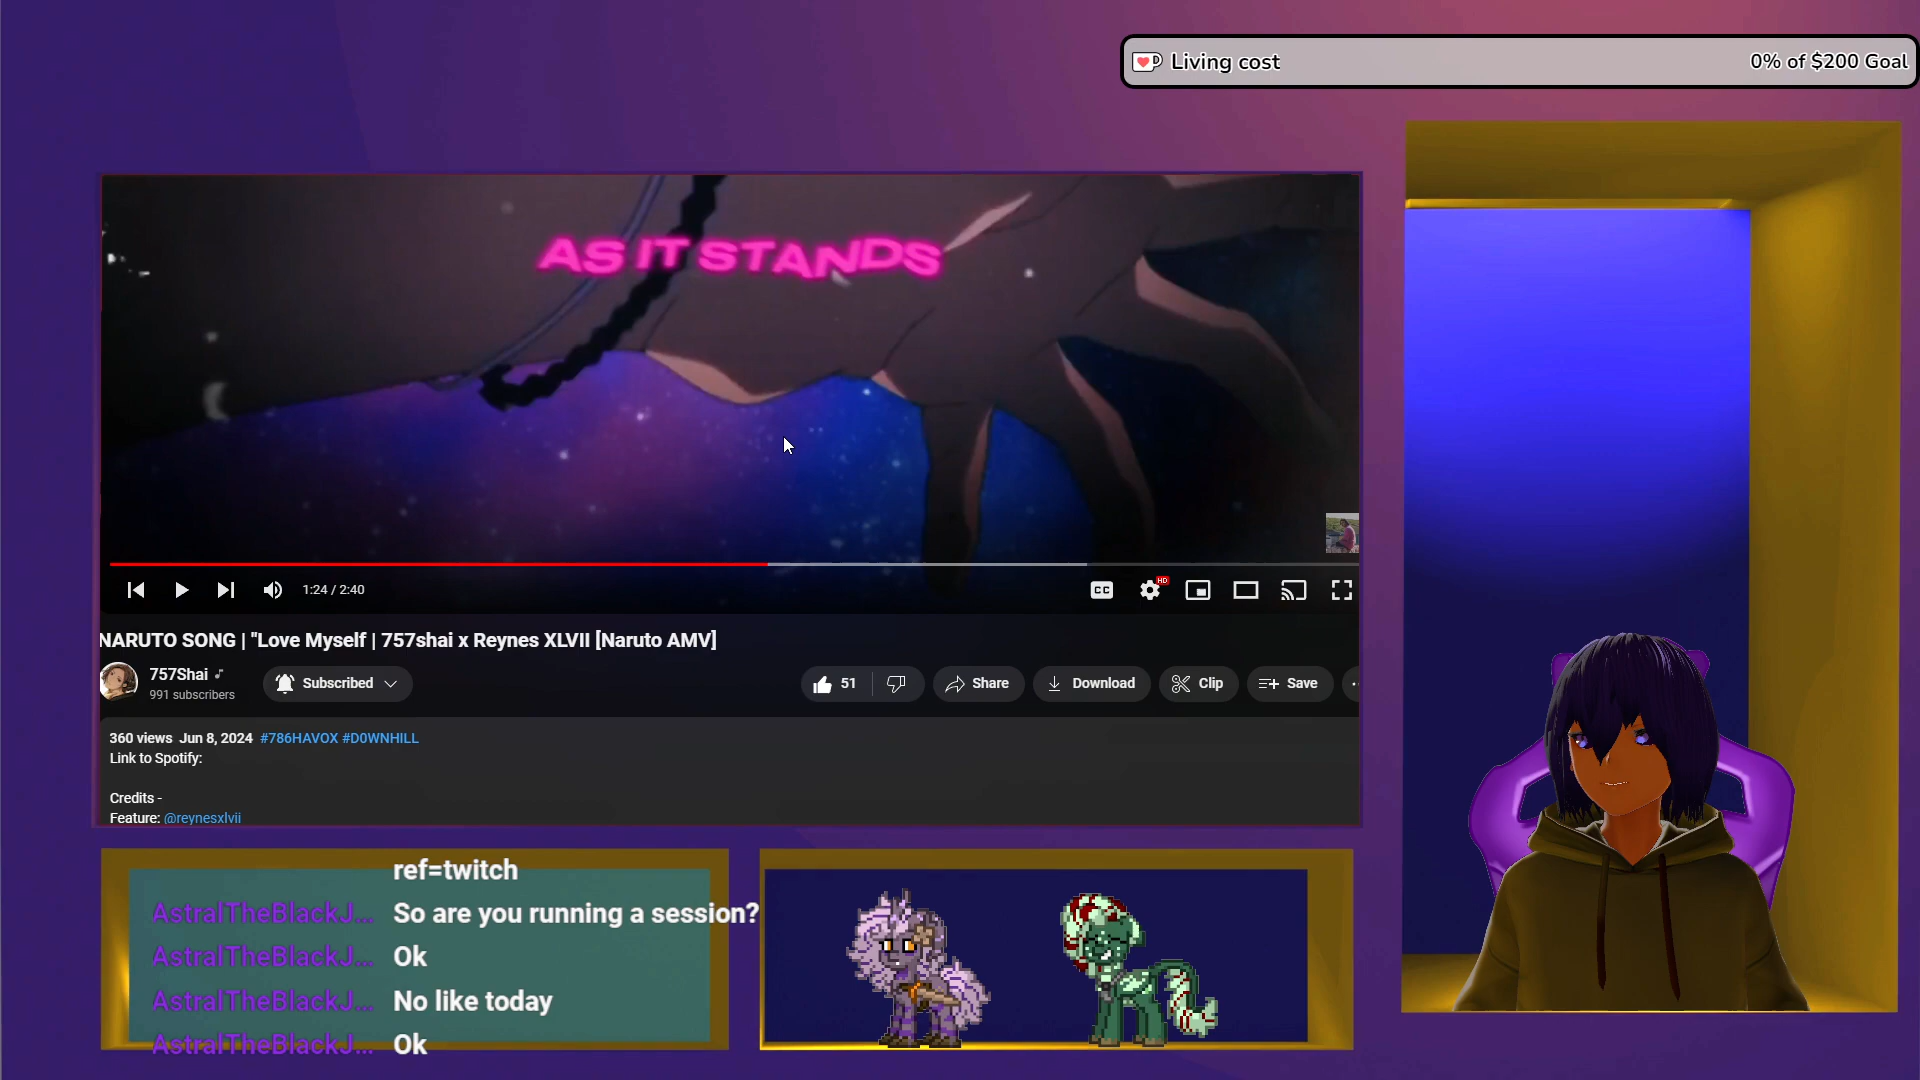 Living cost
0% of $200 Goal
AS IT STANDS
1:24 / 2:40
CC
HD
NARUTO SONG | "Love Myself | 757shai x Reynes XLVII [Naruto AMV]
757Shai
991 subscribers
Subscribed
51
Share
Download
Clip
Save
360 views Jun 8, 2024 #786HAVOX #D0WNHILL
Link to Spotify:
Credits -
Feature: @reynesxlvii
ref=twitch
AstralTheBlackJ... So are you running a session?
AstralTheBlackJ... Ok
AstralTheBlackJ... No like today
AstralTheBlackJ... Ok